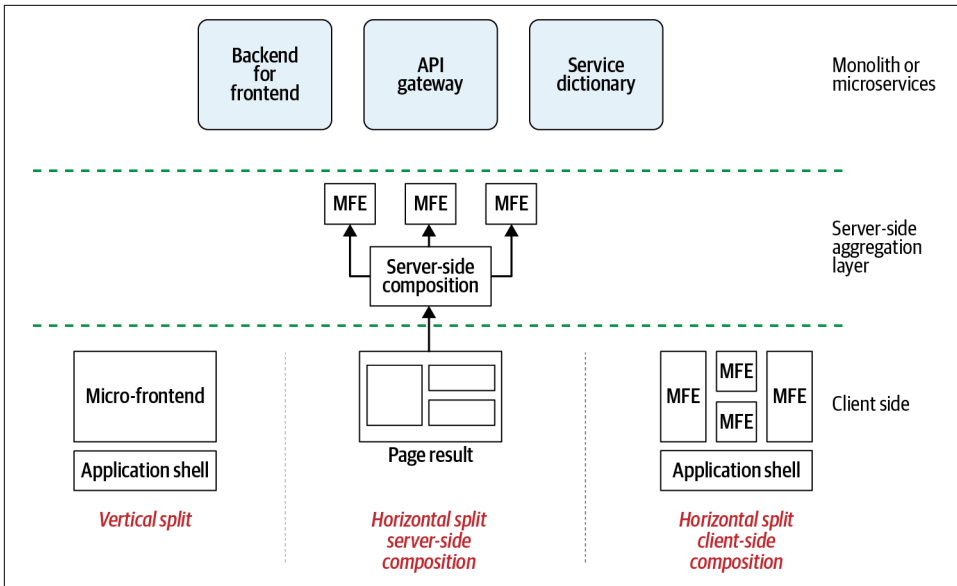 Backend
for
frontend
API
gateway
Service
dictionary
Monolith or
microservices
MFE
MFE
MFE
Server-side
composition
Server-side
aggregation
layer
Micro-frontend
Application shell
Vertical split
Page result
Horizontal split
server-side
composition
MFE
MFE
MFE
MFE
Application shell
Horizontal split
client-side
composition
Client side